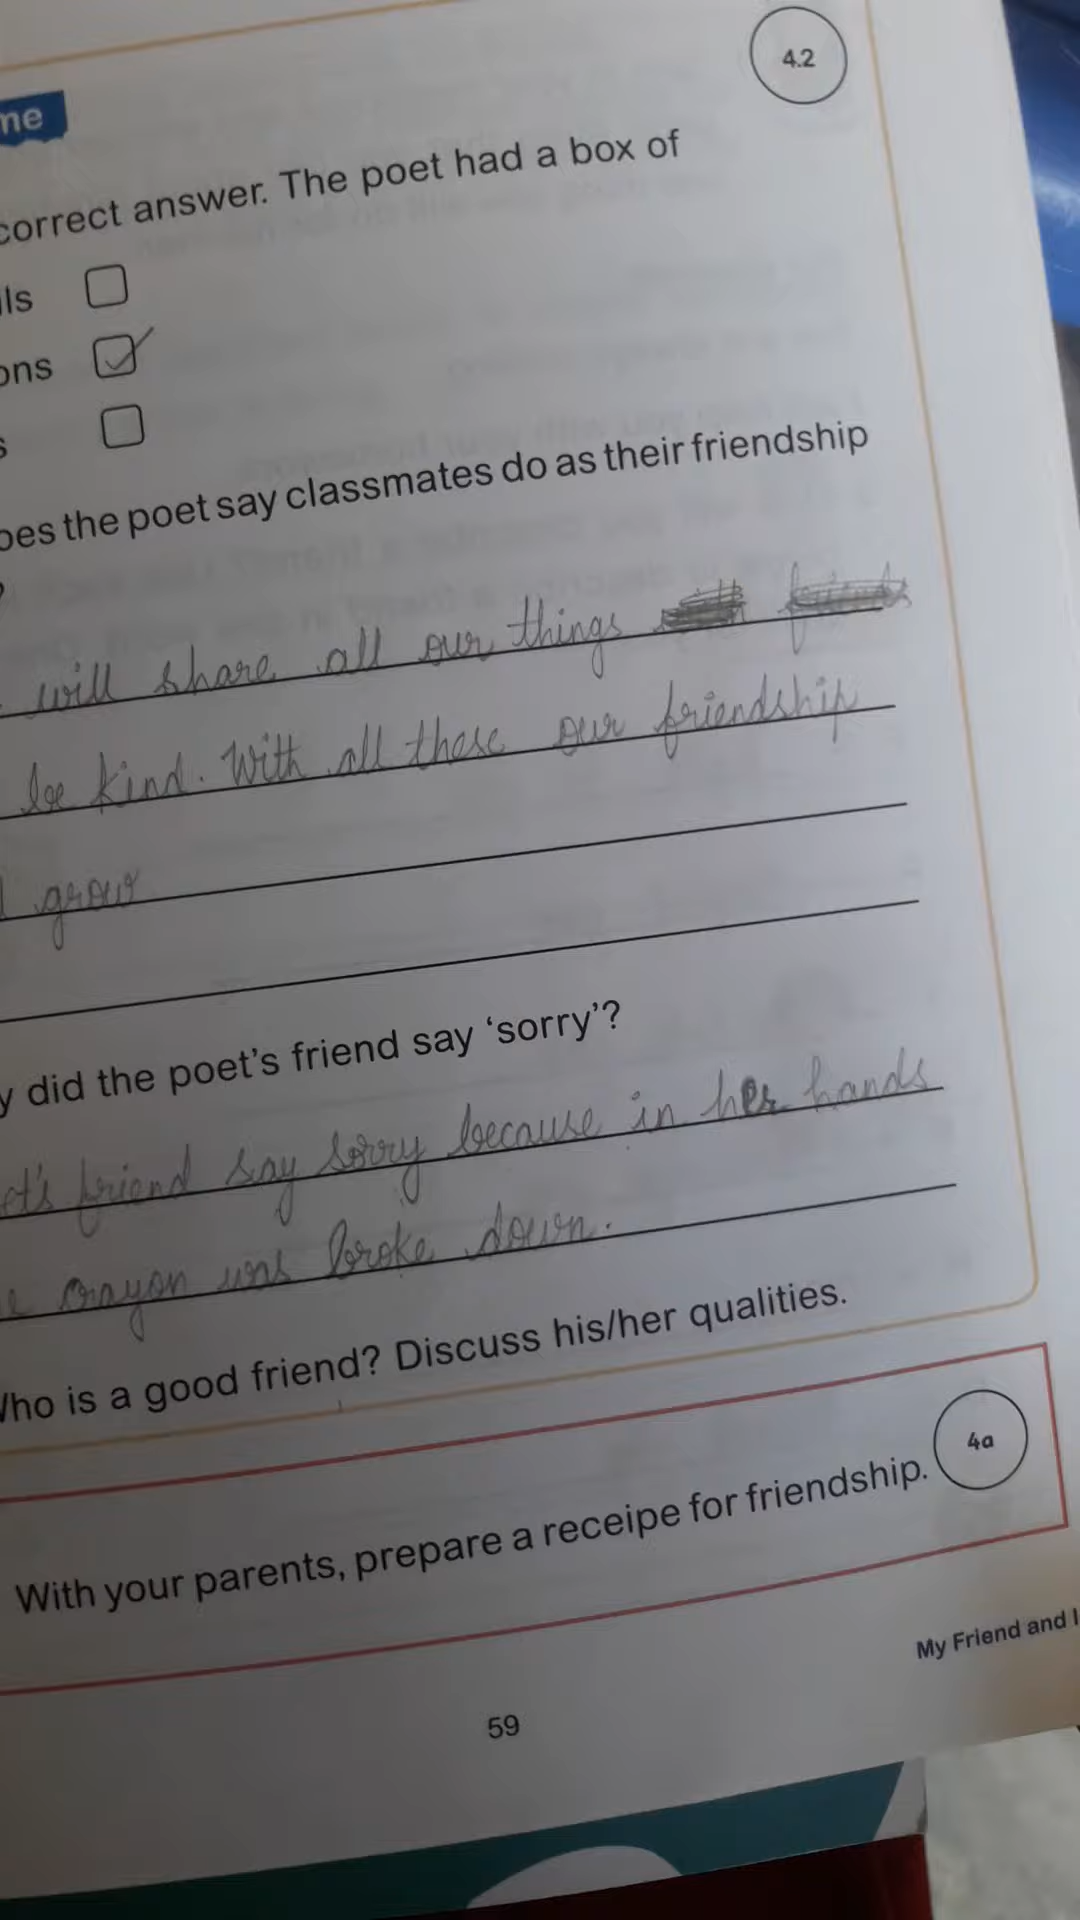 me
4.2
correct answer. The poet had a box of
ls
ons
s
oes the poet say classmates do as their friendship
?
will share all our things
be kind. With all these our friendship
grow
y did the poet's friend say 'sorry'?
et's friend say sorry because in her hands
e crayon was broke down.
Who is a good friend? Discuss his/her qualities.
4a
With your parents, prepare a receipe for friendship.
My Friend and I
59